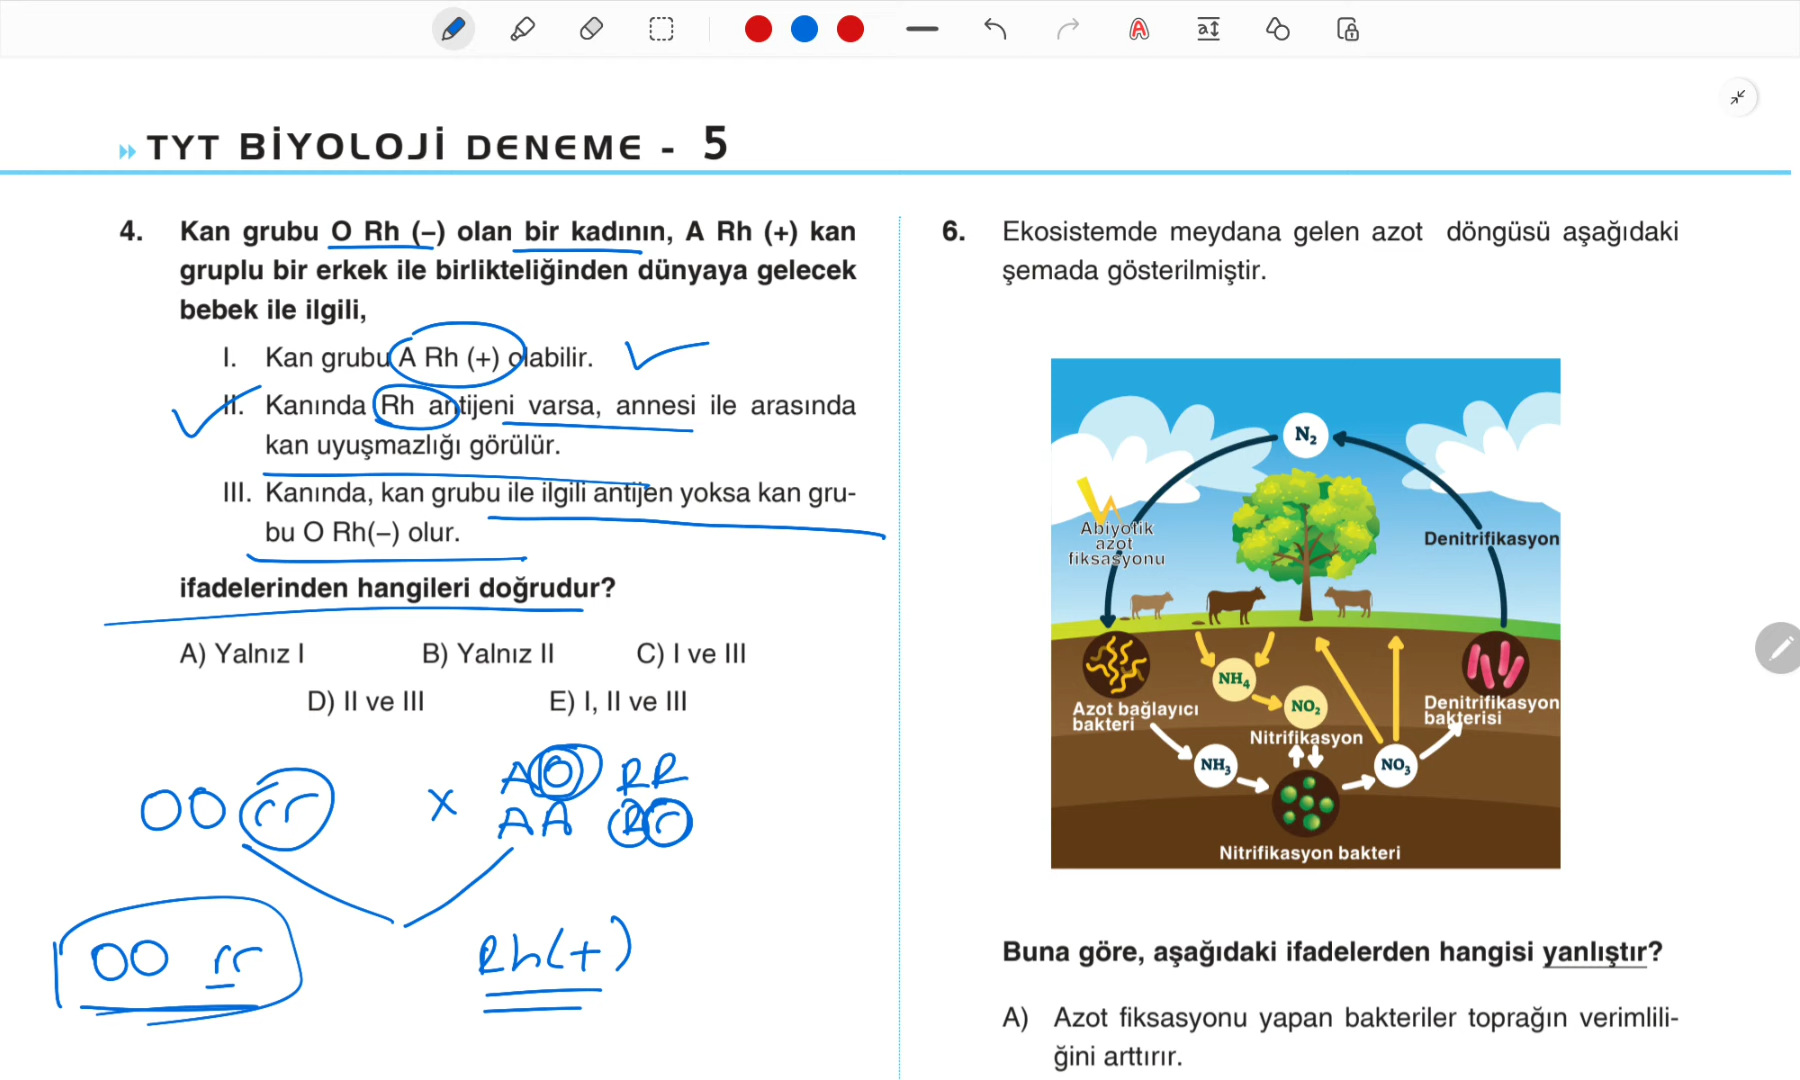 TYT BİYOLOJİ DENEME - 5
4. Kan grubu O Rh (–) olan bir kadının, A Rh (+) kan
gruplu bir erkek ile birlikteliğinden dünyaya gelecek
bebek ile ilgili,
I. Kan grubu A Rh (+) olabilir.
II. Kanında Rh antijeni varsa, annesi ile arasında
kan uyuşmazlığı görülür.
III. Kanında, kan grubu ile ilgili antijen yoksa kan gru-
bu O Rh(–) olur.
ifadelerinden hangileri doğrudur?
A) Yalnız I B) Yalnız II C) I ve III
D) II ve III E) I, II ve III
OO rr x AO RR
AA Rr
OO rr Rh(+)
6. Ekosistemde meydana gelen azot döngüsü aşağıdaki
şemada gösterilmiştir.
N₂
Abiyotik
azot
fiksasyonu
Denitrifikasyon
NH₄
NO₂
Azot bağlayıcı
bakteri
Denitrifikasyon
bakterisi
Nitrifikasyon
NH₃
NO₃
Nitrifikasyon bakteri
Buna göre, aşağıdaki ifadelerden hangisi yanlıştır?
A) Azot fiksasyonu yapan bakteriler toprağın verimlili-
ğini arttırır.